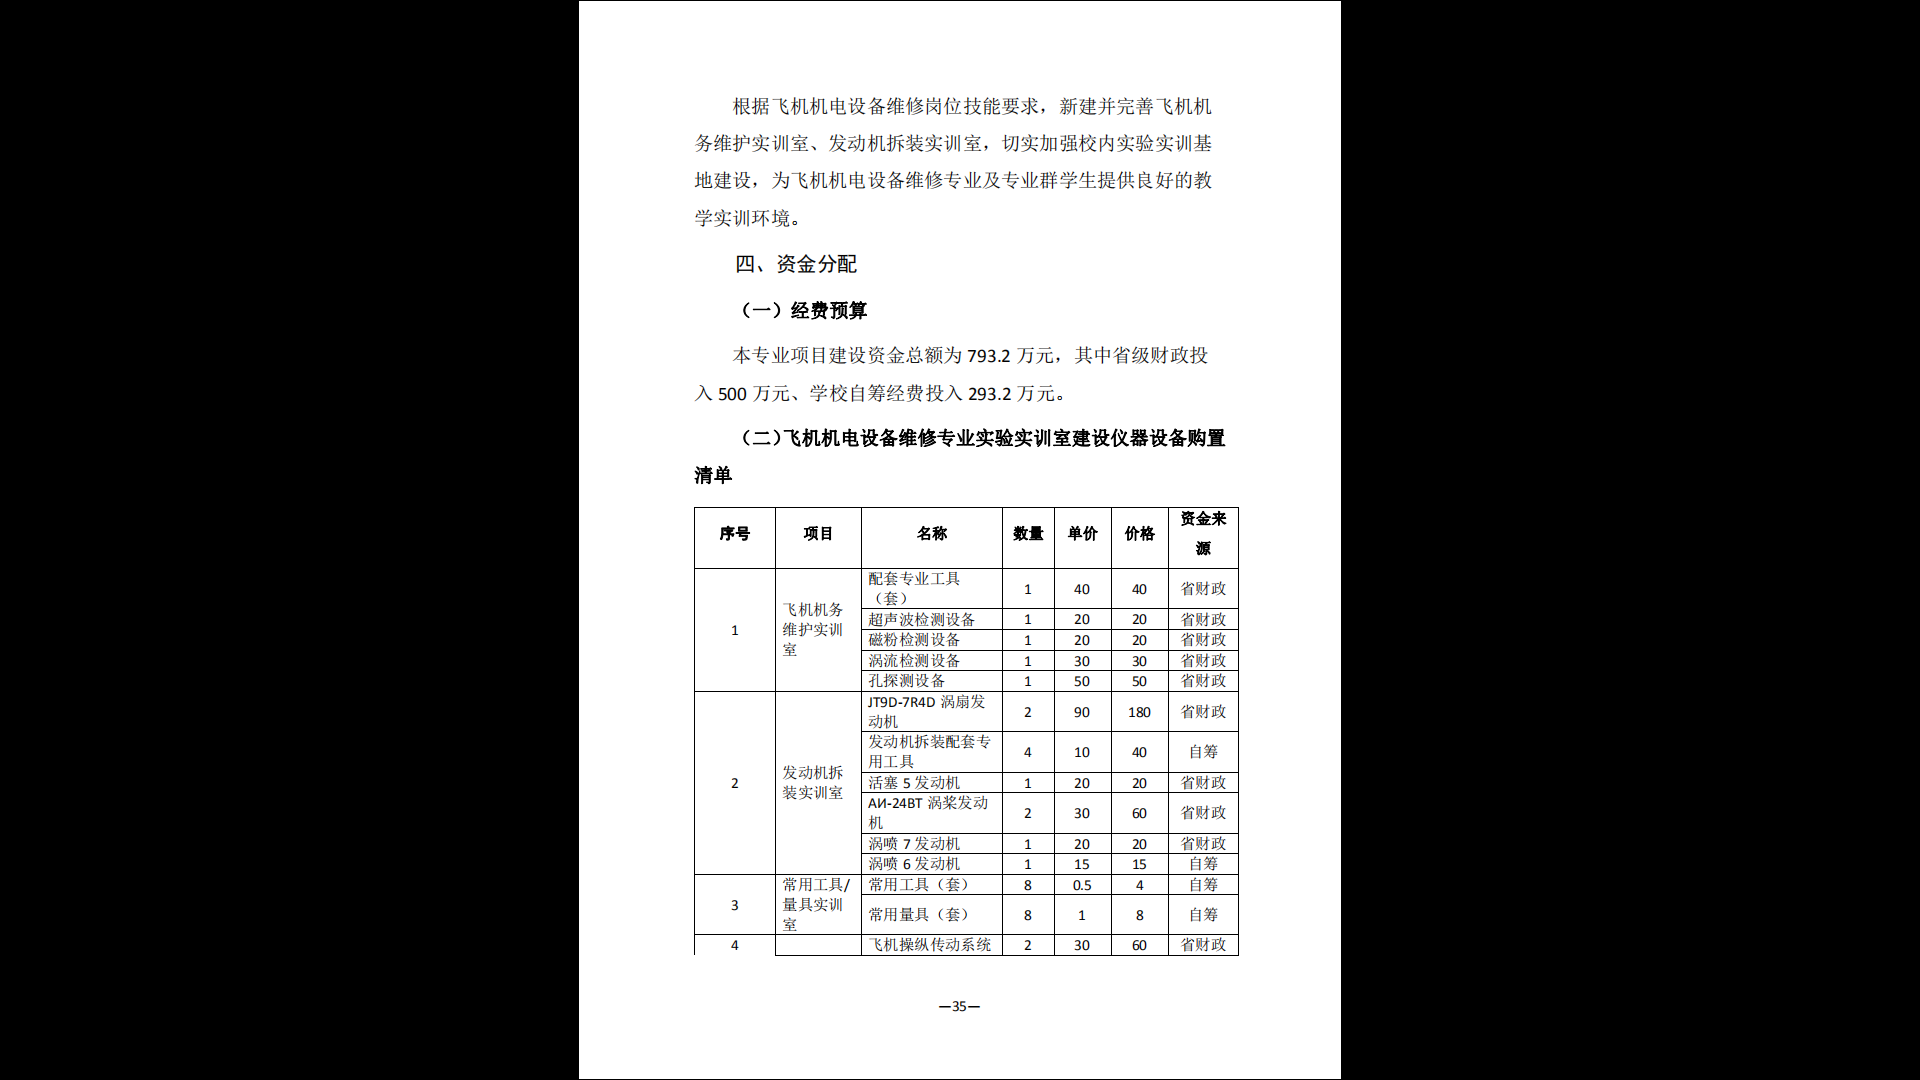 根据飞机机电设备维修岗位技能要求，新建并完善飞机机
务维护实训室、发动机拆装实训室，切实加强校内实验实训基
地建设，为飞机机电设备维修专业及专业群学生提供良好的教
学实训环境。
四、资金分配
（一）经费预算
本专业项目建设资金总额为 793.2 万元，其中省级财政投
入 500 万元、学校自筹经费投入 293.2 万元。
（二）飞机机电设备维修专业实验实训室建设仪器设备购置
清单
序号 项目 名称 数量 单价 价格 资金来
源
1 飞机机务
维护实训
室
配套专业工具
（套） 1 40 40 省财政
超声波检测设备 1 20 20 省财政
磁粉检测设备 1 20 20 省财政
涡流检测设备 1 30 30 省财政
孔探测设备 1 50 50 省财政
2 发动机拆
装实训室
JT9D-7R4D 涡扇发
动机 2 90 180 省财政
发动机拆装配套专
用工具 4 10 40 自筹
活塞 5 发动机 1 20 20 省财政
АИ-24ВТ 涡桨发动
机 2 30 60 省财政
涡喷 7 发动机 1 20 20 省财政
涡喷 6 发动机 1 15 15 自筹
3 常用工具/
量具实训
室
常用工具（套） 8 0.5 4 自筹
常用量具（套） 8 1 8 自筹
4 飞机操纵传动系统 2 30 60 省财政
—35—